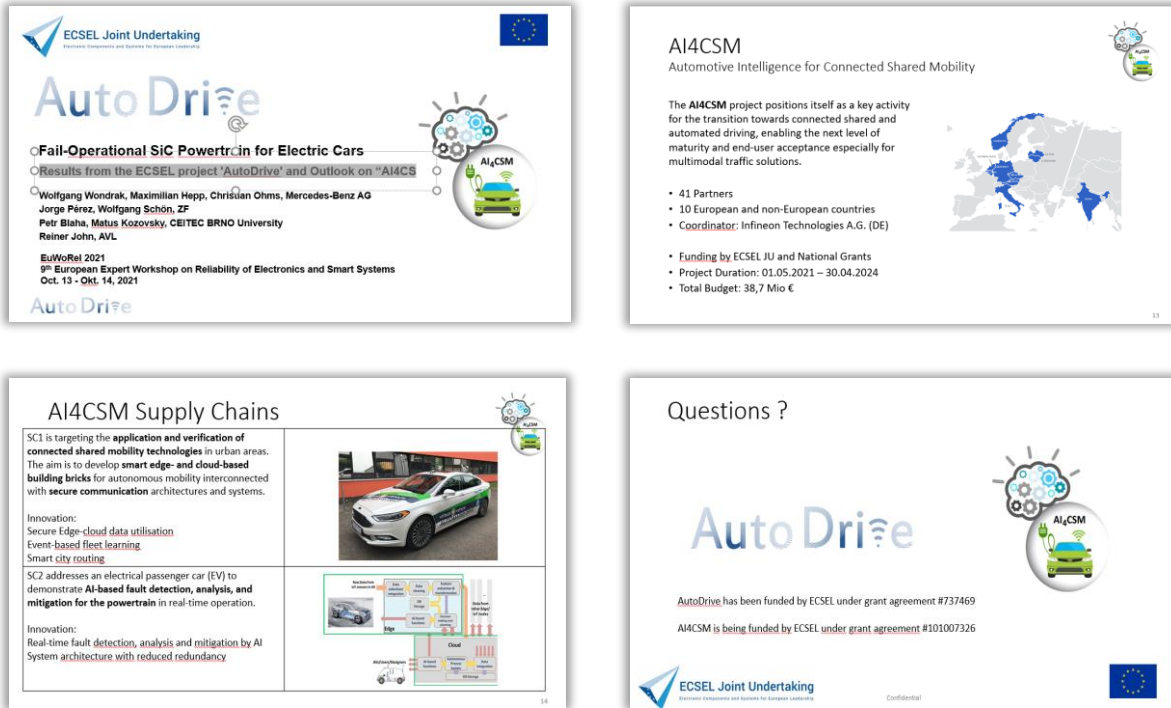 ECSEL Joint Undertaking
Electronic Components and Systems for European Leadership
AutoDrive
Fail-Operational SiC Powertrain for Electric Cars
Results from the ECSEL project 'AutoDrive' and Outlook on "AI4CS
Wolfgang Wondrak, Maximilian Hepp, Christian Ohms, Mercedes-Benz AG
Jorge Pérez, Wolfgang Schön, ZF
Petr Blaha, Matus Kozovsky, CEITEC BRNO University
Reiner John, AVL
EuWoRel 2021
9th European Expert Workshop on Reliability of Electronics and Smart Systems
Oct. 13 - Okt. 14, 2021
AutoDrive
AI4CSM
AI4CSM
Automotive Intelligence for Connected Shared Mobility
The AI4CSM project positions itself as a key activity
for the transition towards connected shared and
automated driving, enabling the next level of
maturity and end-user acceptance especially for
multimodal traffic solutions.
• 41 Partners
• 10 European and non-European countries
• Coordinator: Infineon Technologies A.G. (DE)
• Funding by ECSEL JU and National Grants
• Project Duration: 01.05.2021 – 30.04.2024
• Total Budget: 38,7 Mio €
AI4CSM
13
AI4CSM Supply Chains
AI4CSM
SC1 is targeting the application and verification of
connected shared mobility technologies in urban areas.
The aim is to develop smart edge- and cloud-based
building bricks for autonomous mobility interconnected
with secure communication architectures and systems.
Innovation:
Secure Edge-cloud data utilisation
Event-based fleet learning
Smart city routing
SC2 addresses an electrical passenger car (EV) to
demonstrate AI-based fault detection, analysis, and
mitigation for the powertrain in real-time operation.
Innovation:
Real-time fault detection, analysis and mitigation by AI
System architecture with reduced redundancy
Edge
Cloud
14
Questions ?
AutoDrive
AI4CSM
AutoDrive has been funded by ECSEL under grant agreement #737469
AI4CSM is being funded by ECSEL under grant agreement #101007326
ECSEL Joint Undertaking
Electronic Components and Systems for European Leadership
Confidential